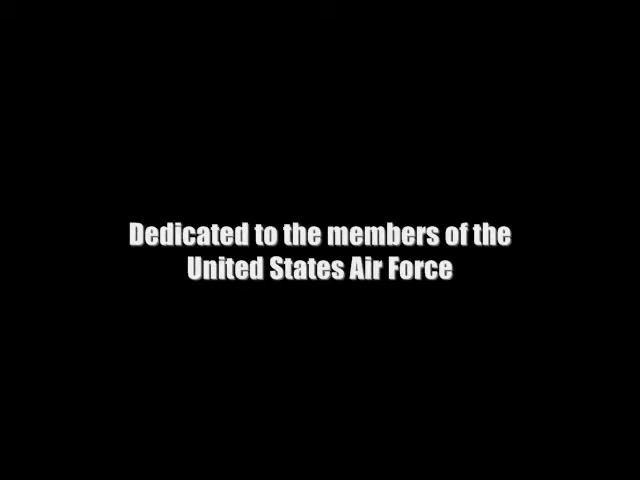 Dedicated to the members of the
United States Air Force